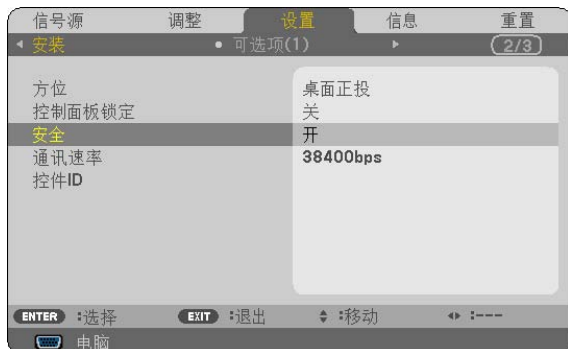 信号源 调整 设置 信息 重置
安装 可选项(1) 2/3
方位 桌面正投
控制面板锁定 关
安全 开
通讯速率 38400bps
控件ID
ENTER :选择 EXIT :退出 :移动 :---
电脑